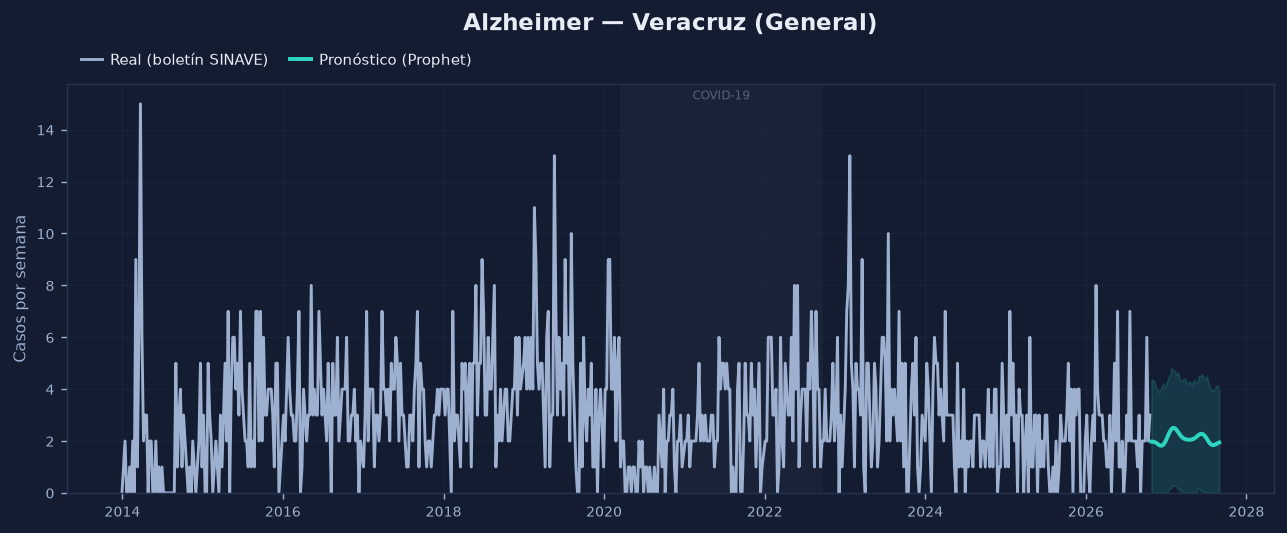 Alzheimer — Veracruz (General)
Real (boletín SINAVE) Pronóstico (Prophet)
COVID-19
Casos por semana
14
12
10
8
6
4
2
0
2014 2016 2018 2020 2022 2024 2026 2028